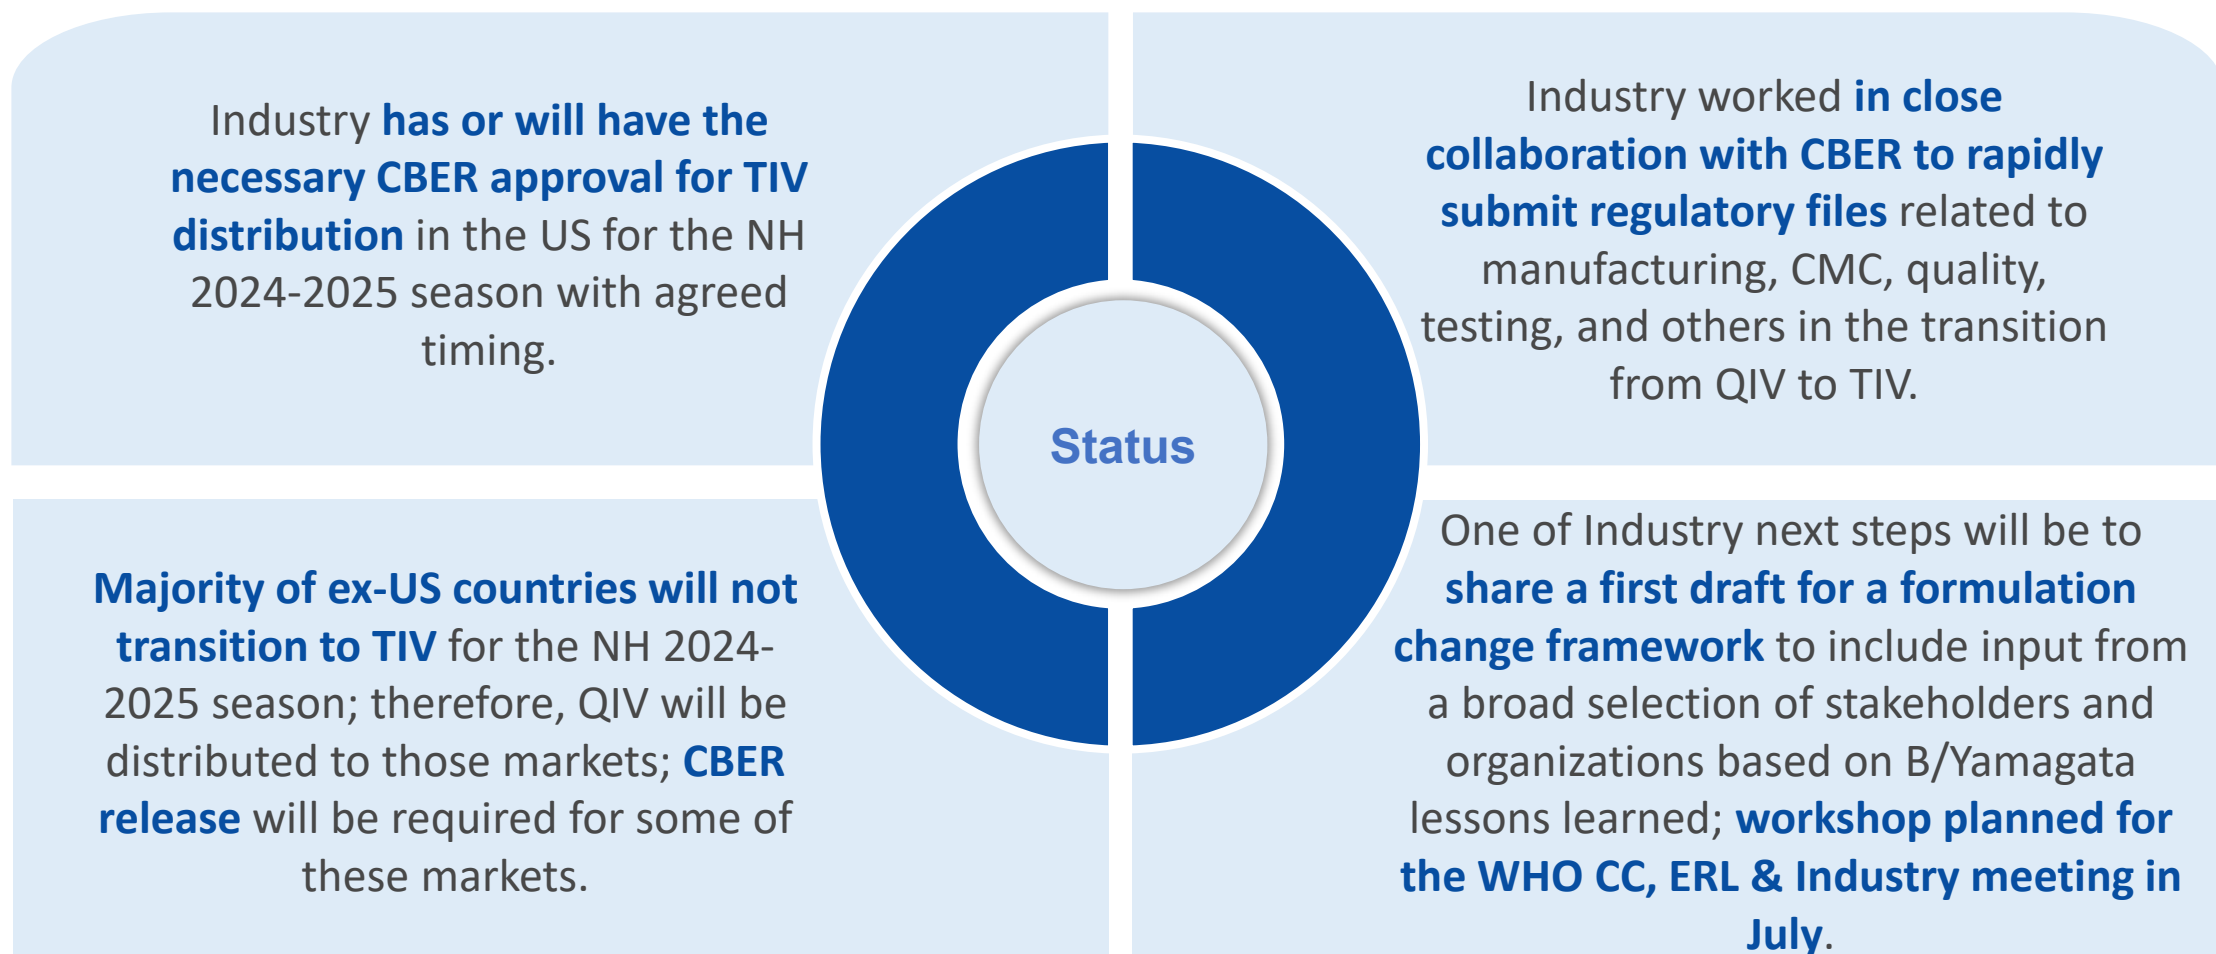 Industry has or will have the
necessary CBER approval for TIV
distribution in the US for the NH
2024-2025 season with agreed
timing.
Industry worked in close
collaboration with CBER to rapidly
submit regulatory files related to
manufacturing, CMC, quality,
testing, and others in the transition
from QIV to TIV.
Status
Majority of ex-US countries will not
transition to TIV for the NH 2024-
2025 season; therefore, QIV will be
distributed to those markets; CBER
release will be required for some of
these markets.
One of Industry next steps will be to
share a first draft for a formulation
change framework to include input from
a broad selection of stakeholders and
organizations based on B/Yamagata
lessons learned; workshop planned for
the WHO CC, ERL & Industry meeting in
July.